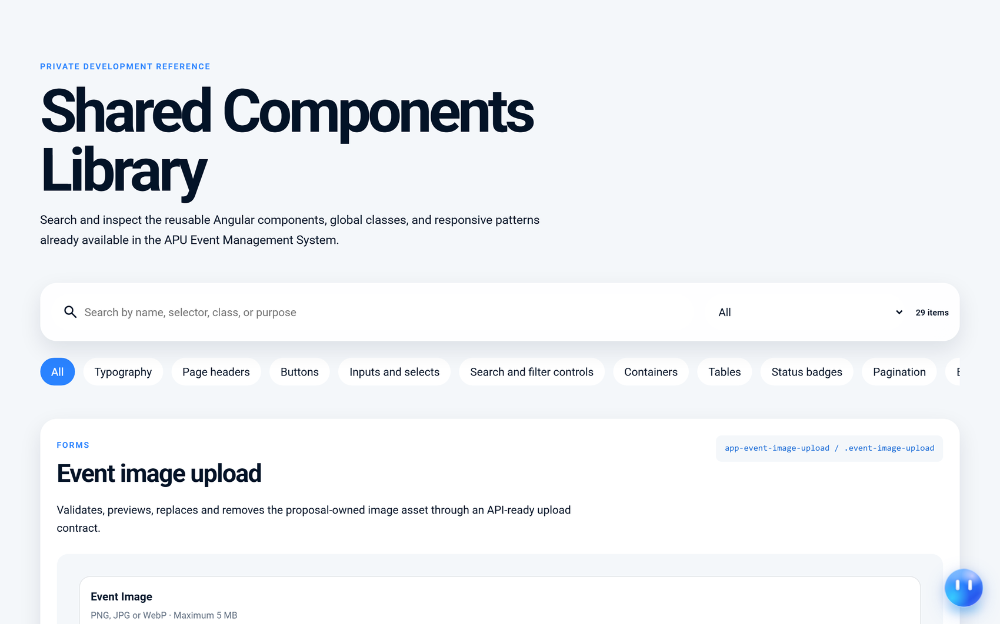 PRIVATE DEVELOPMENT REFERENCE
Shared Components
Library
Search and inspect the reusable Angular components, global classes, and responsive patterns
already available in the APU Event Management System.
Search by name, selector, class, or purpose
All
29 items
All
Typography
Page headers
Buttons
Inputs and selects
Search and filter controls
Containers
Tables
Status badges
Pagination
FORMS
app-event-image-upload / .event-image-upload
Event image upload
Validates, previews, replaces and removes the proposal-owned image asset through an API-ready upload
contract.
Event Image
PNG, JPG or WebP · Maximum 5 MB